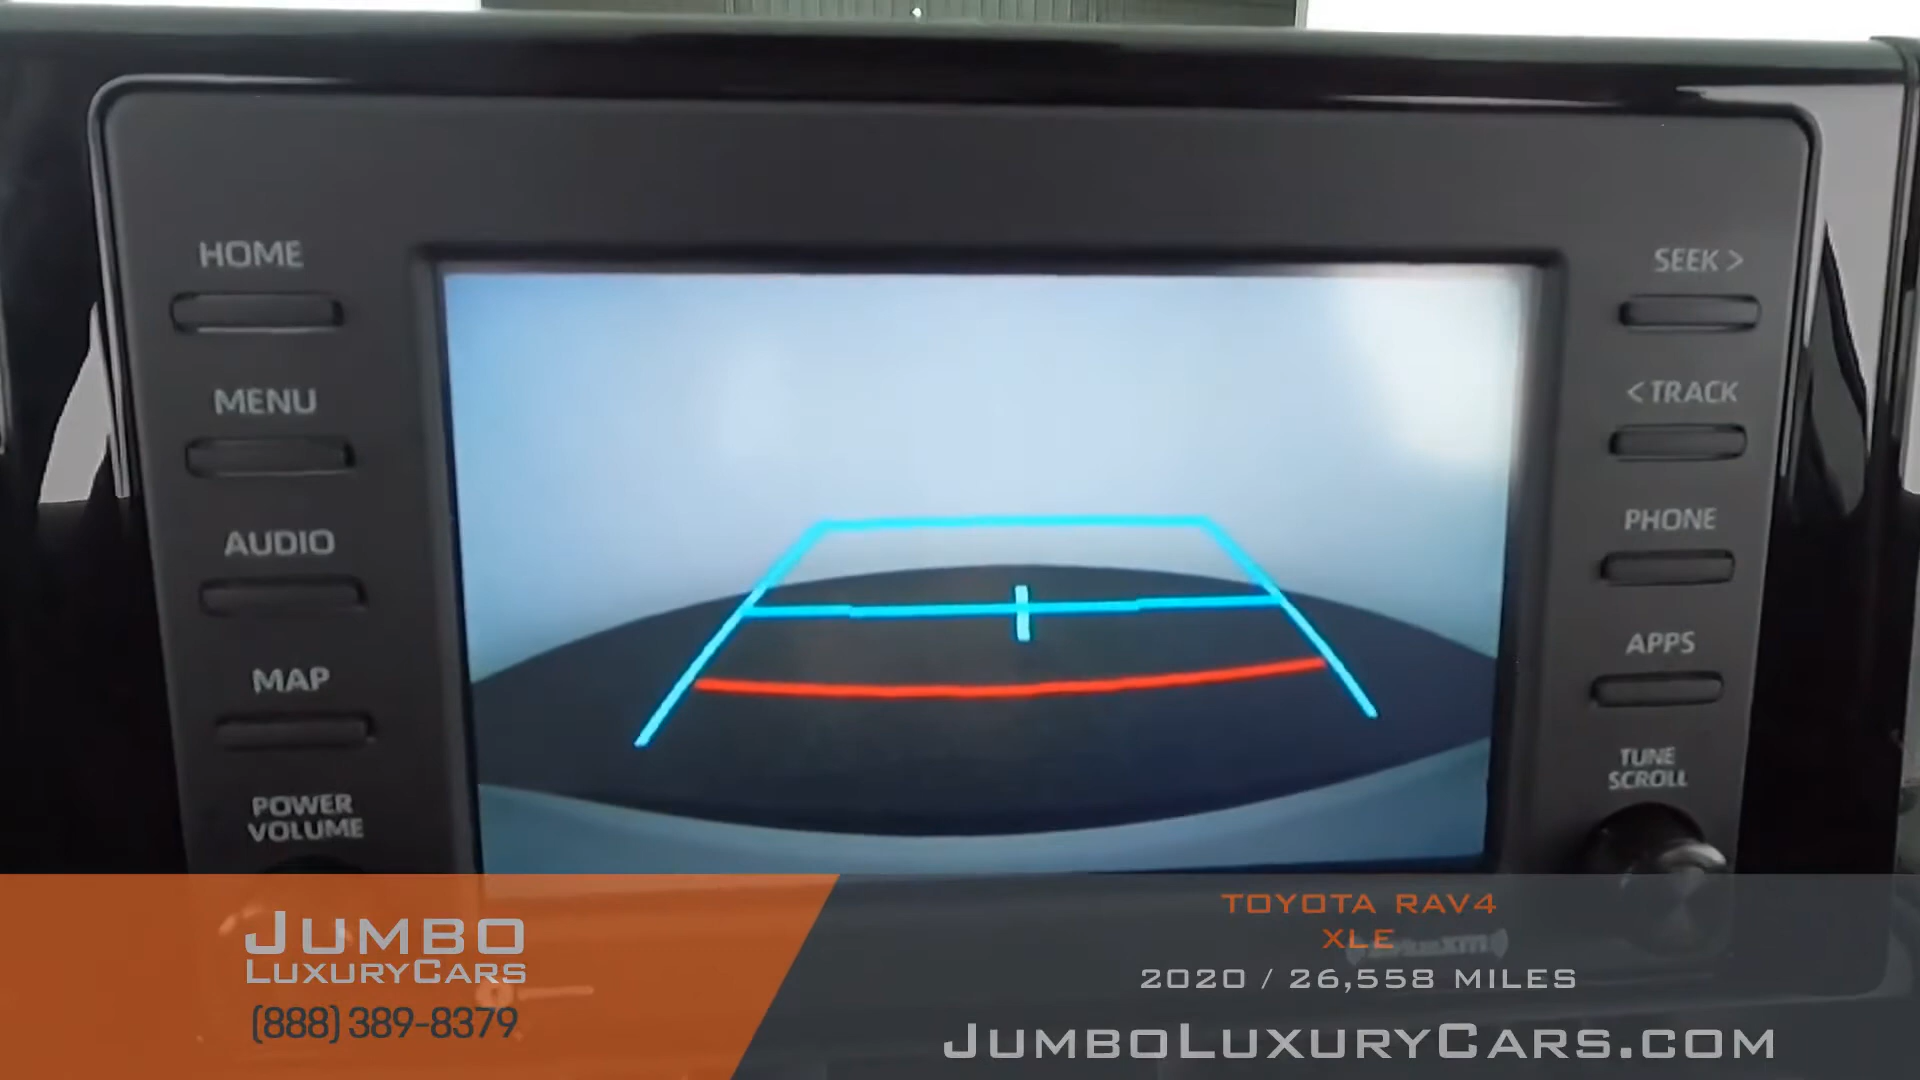 HOME
MENU
AUDIO
MAP
POWER
VOLUME
SEEK >
< TRACK
PHONE
APPS
TUNE
SCROLL
JUMBO
LUXURYCARS
(888) 389-8379
TOYOTA RAV4
XLE
2020 / 26,558 MILES
JUMBOLUXURYCARS.COM